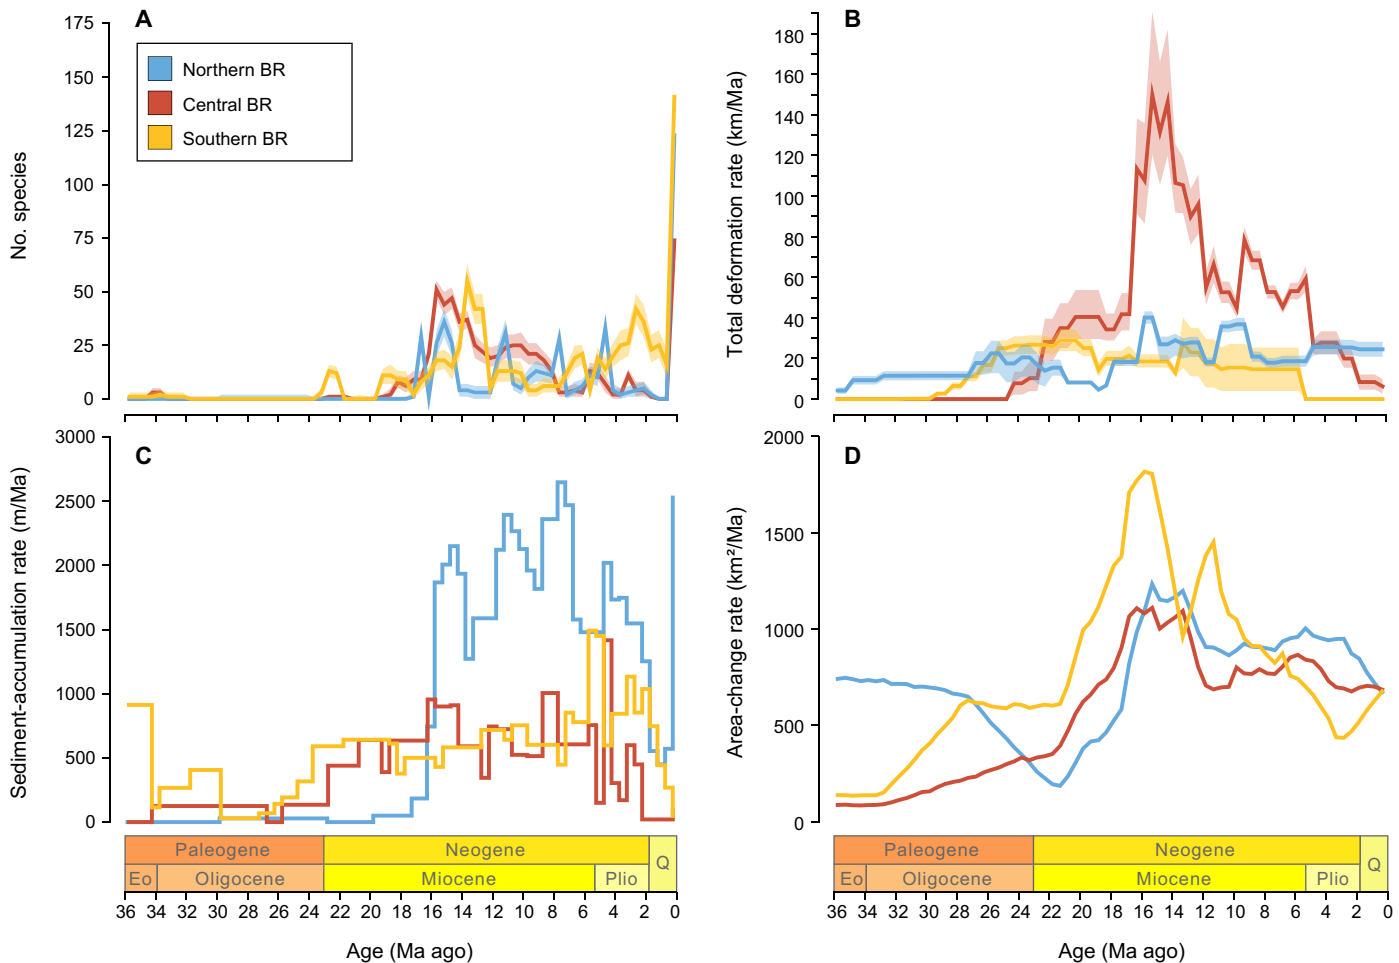 A
No. species
175
150
125
100
75
50
25
0
Northern BR
Central BR
Southern BR
B
Total deformation rate (km/Ma)
180
160
140
120
100
80
60
40
20
0
C
Sediment-accumulation rate (m/Ma)
3000
2500
2000
1500
1000
500
0
D
Area-change rate (km²/Ma)
2000
1500
1000
500
0
Paleogene Neogene Q
Eo Oligocene Miocene Plio
36 34 32 30 28 26 24 22 20 18 16 14 12 10 8 6 4 2 0
Age (Ma ago)
Paleogene Neogene Q
Eo Oligocene Miocene Plio
36 34 32 30 28 26 24 22 20 18 16 14 12 10 8 6 4 2 0
Age (Ma ago)